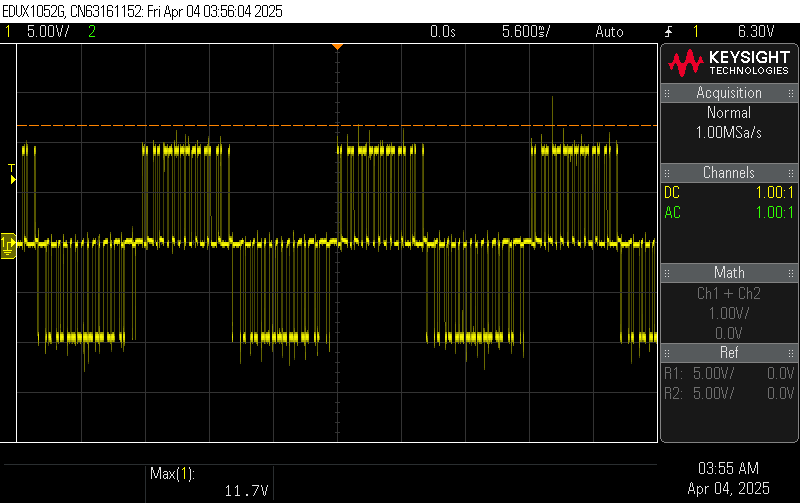 EDUX1052G, CN63161152: Fri Apr 04 03:56:04 2025
1 5.00V/ 2 0.0s 5.600ms/ Auto 1 6.30V
KEYSIGHT
TECHNOLOGIES
Acquisition
Normal
1.00MSa/s
T
Channels
DC 1.00:1
AC 1.00:1
1
Math
Ch1 + Ch2
1.00V/
0.0V
Ref
R1: 5.00V/ 0.0V
R2: 5.00V/ 0.0V
Max(1):
11.7V
03:55 AM
Apr 04, 2025